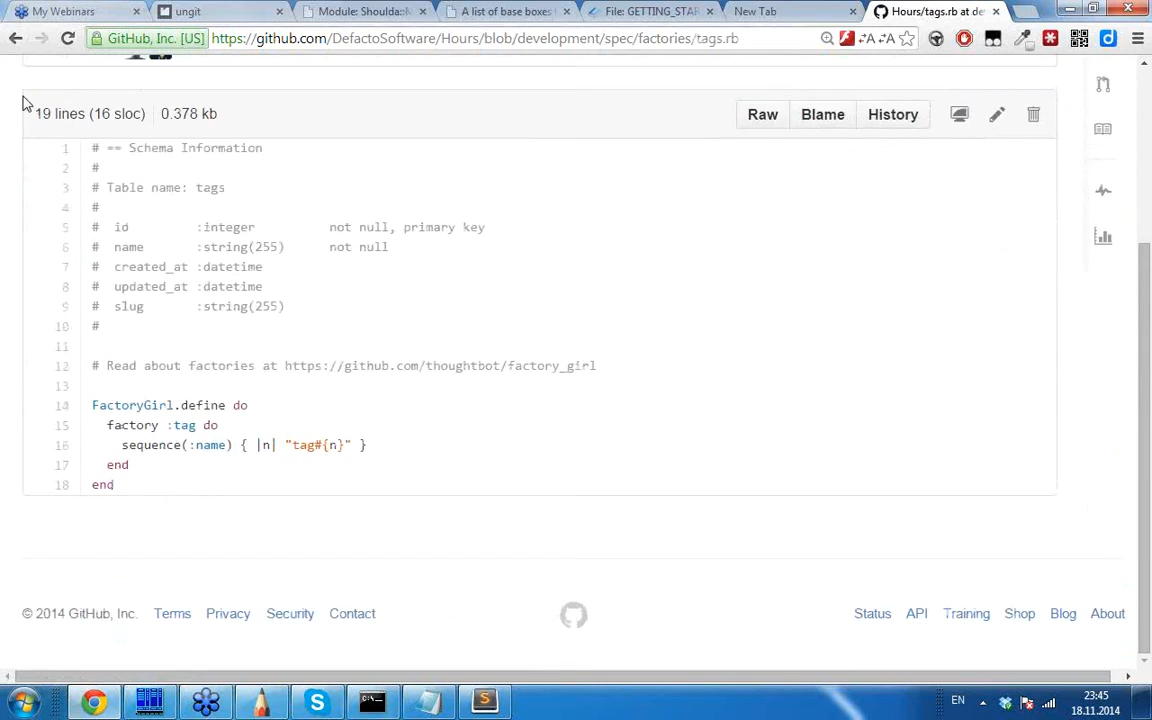 My Webinars
ungit
Module: Shoulda::M
A list of base boxes
File: GETTING_STAR
New Tab
Hours/tags.rb at de
GitHub, Inc. [US] https://github.com/DefactoSoftware/Hours/blob/development/spec/factories/tags.rb
19 lines (16 sloc) 0.378 kb
Raw Blame History
1 # == Schema Information
2 #
3 # Table name: tags
4 #
5 # id :integer not null, primary key
6 # name :string(255) not null
7 # created_at :datetime
8 # updated_at :datetime
9 # slug :string(255)
10 #
11
12 # Read about factories at https://github.com/thoughtbot/factory_girl
13
14 FactoryGirl.define do
15 factory :tag do
16 sequence(:name) { |n| "tag#{n}" }
17 end
18 end
© 2014 GitHub, Inc. Terms Privacy Security Contact Status API Training Shop Blog About
EN
23:45
18.11.2014